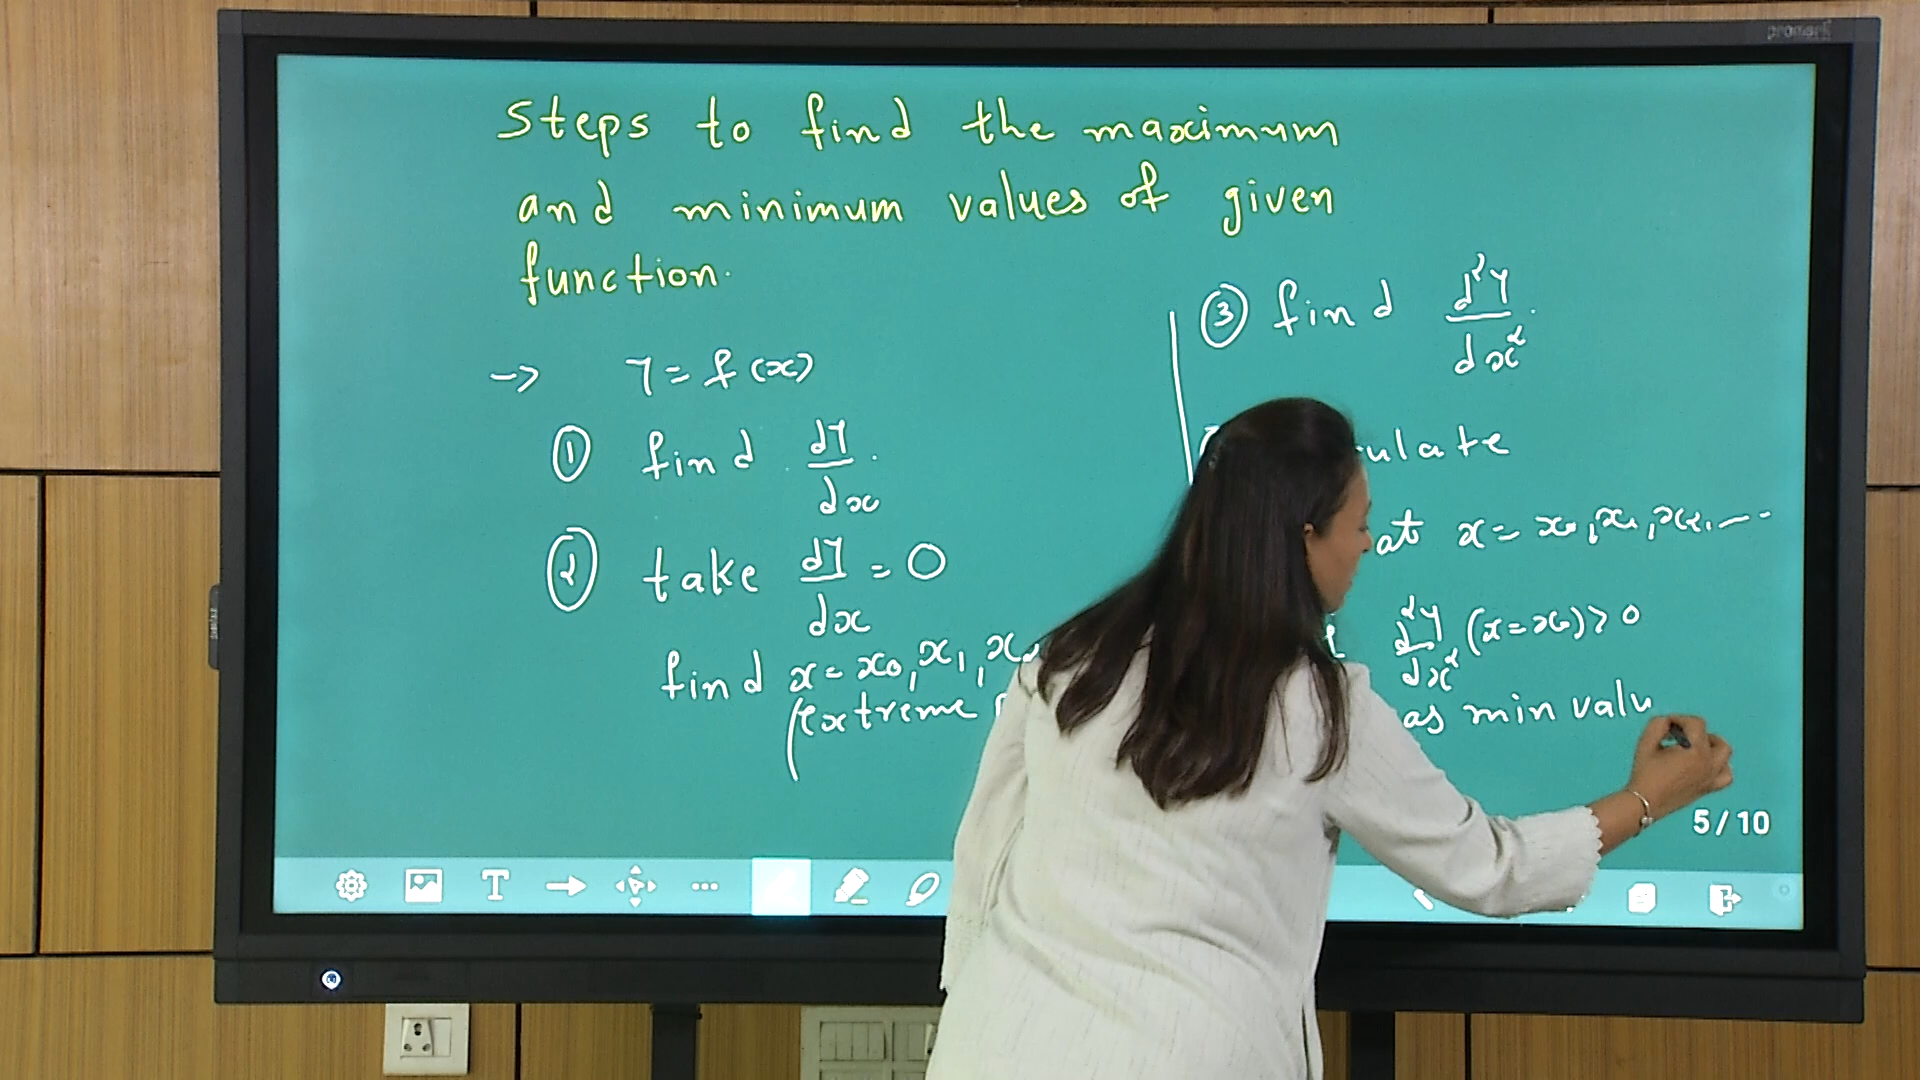 Steps to find the maximum
and minimum values of given
function.
→ y = f(x)
① find dy/dx.
② take dy/dx = 0
find x = x₀, x₁, x₂
(extreme
③ find d²y/dx².
at x = x₀, x₁, x₂, ---
d²y/dx² (x=x₀) > 0
as min valu
5/10
promark